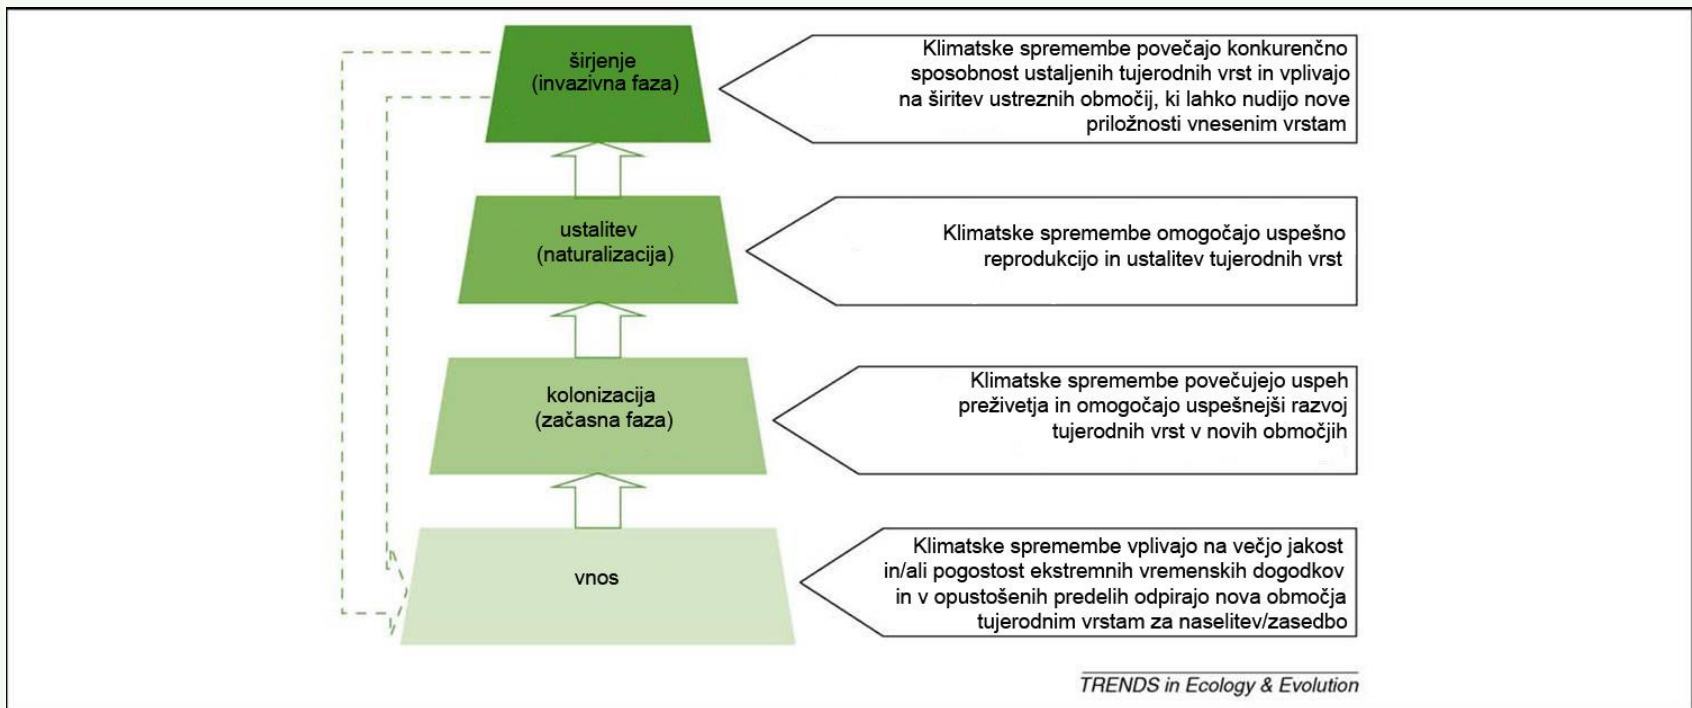 širjenje
(invazivna faza)
Klimatske spremembe povečajo konkurenčno
sposobnost ustaljenih tujerodnih vrst in vplivajo
na širitev ustreznih območij, ki lahko nudijo nove
priložnosti vnesenim vrstam
ustalitev
(naturalizacija)
Klimatske spremembe omogočajo uspešno
reprodukcijo in ustalitev tujerodnih vrst
kolonizacija
(začasna faza)
Klimatske spremembe povečujejo uspeh
preživetja in omogočajo uspešnejši razvoj
tujerodnih vrst v novih območjih
vnos
Klimatske spremembe vplivajo na večjo jakost
in/ali pogostost ekstremnih vremenskih dogodkov
in v opustošenih predelih odpirajo nova območja
tujerodnim vrstam za naselitev/zasedbo
TRENDS in Ecology & Evolution